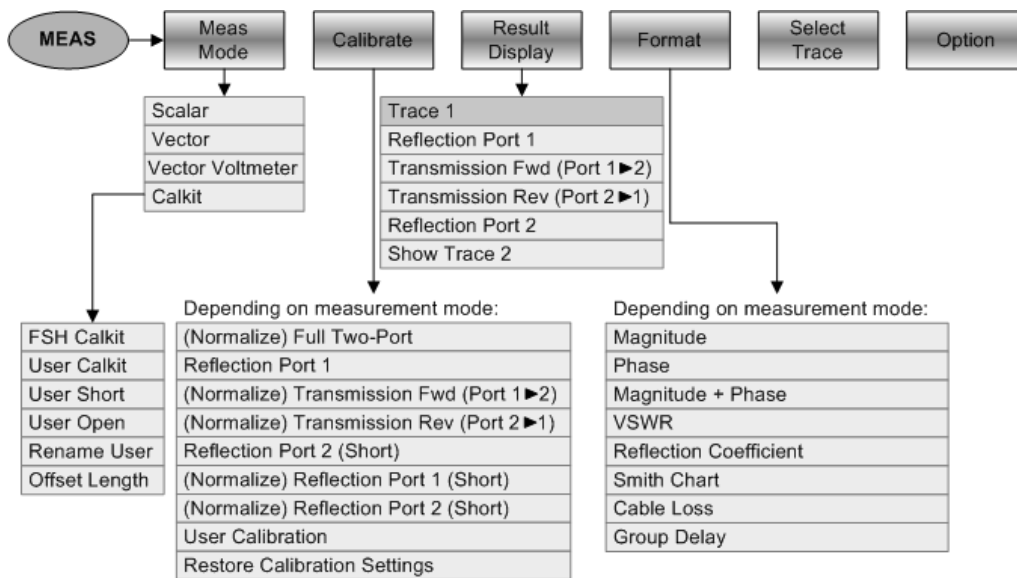 MEAS
Meas
Mode
Calibrate
Result
Display
Format
Select
Trace
Option
Scalar
Vector
Vector Voltmeter
Calkit
Trace 1
Reflection Port 1
Transmission Fwd (Port 1►2)
Transmission Rev (Port 2►1)
Reflection Port 2
Show Trace 2
FSH Calkit
User Calkit
User Short
User Open
Rename User
Offset Length
Depending on measurement mode:
(Normalize) Full Two-Port
Reflection Port 1
(Normalize) Transmission Fwd (Port 1►2)
(Normalize) Transmission Rev (Port 2►1)
Reflection Port 2 (Short)
(Normalize) Reflection Port 1 (Short)
(Normalize) Reflection Port 2 (Short)
User Calibration
Restore Calibration Settings
Depending on measurement mode:
Magnitude
Phase
Magnitude + Phase
VSWR
Reflection Coefficient
Smith Chart
Cable Loss
Group Delay